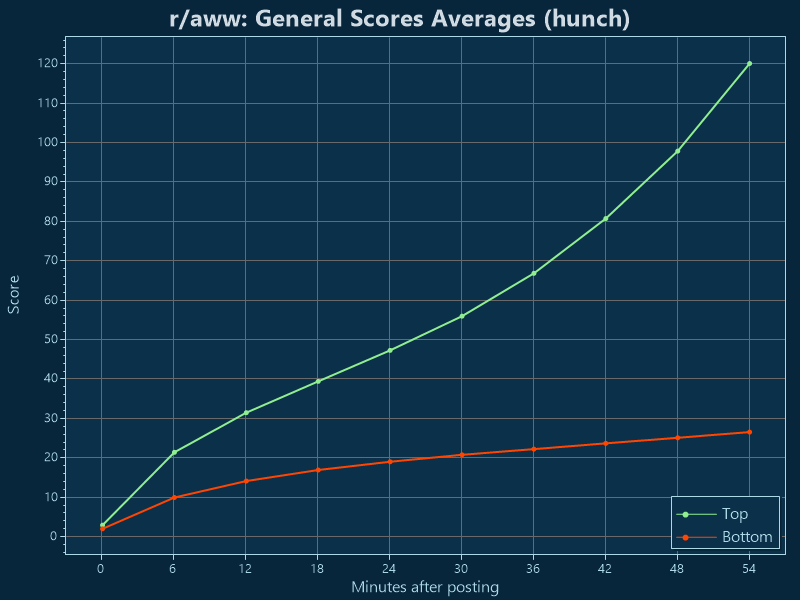 r/aww: General Scores Averages (hunch)
120
110
100
90
80
70
60
50
40
30
20
10
0
Score
0 6 12 18 24 30 36 42 48 54
Minutes after posting
Top
Bottom